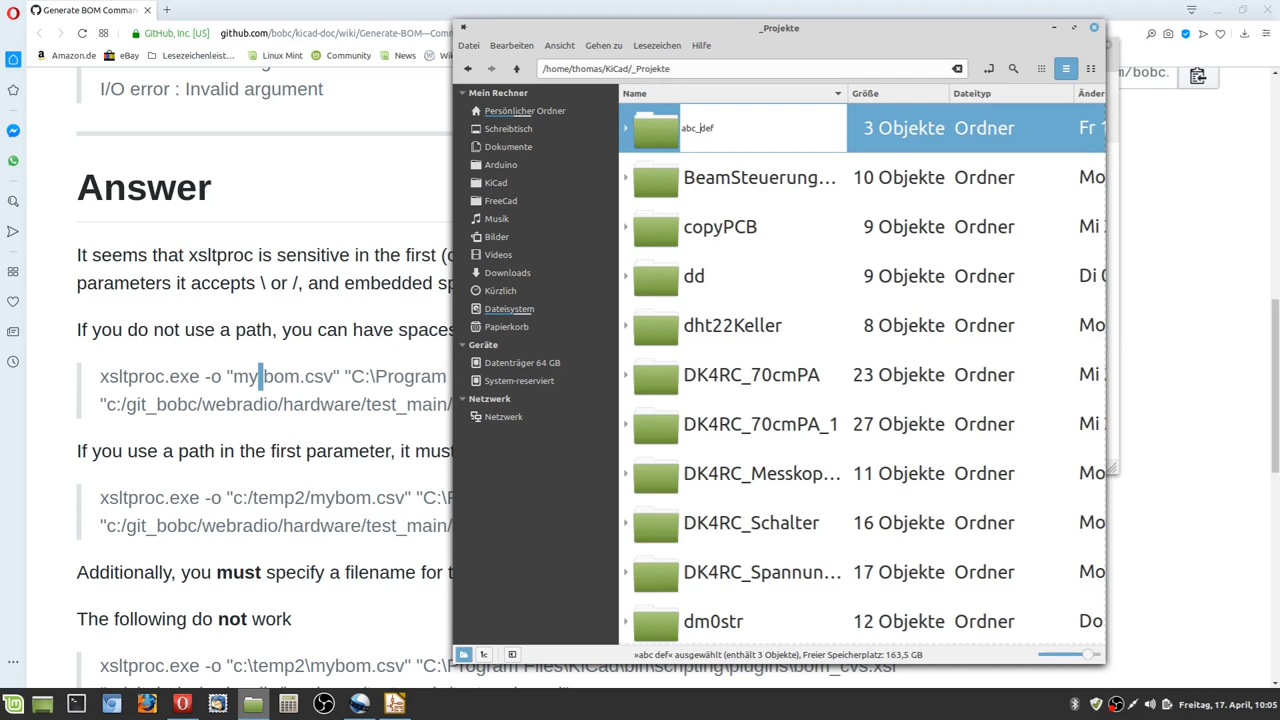 Generate BOM Comman
GitHub, Inc. [US]
github.com/bobc/kicad-doc/wiki/Generate-BOM—Com
Amazon.de
eBay
Lesezeichenleist...
Linux Mint
Community
News
I/O error : Invalid argument
Answer
It seems that xsltproc is sensitive in the first (
parameters it accepts \ or /, and embedded sp
If you do not use a path, you can have spaces
xsltproc.exe -o "my bom.csv" "C:\Program
"c:/git_bobc/webradio/hardware/test_main/
If you use a path in the first parameter, it must
xsltproc.exe -o "c:/temp2/mybom.csv" "C:\P
"c:/git_bobc/webradio/hardware/test_main/
Additionally, you must specify a filename for t
The following do not work
xsltproc.exe -o "c:\temp2\mybom.csv" "C:\Program Files\KiCad\bin\scripting\plugins\bom_cvs.xsl"
m/bobc.
_Projekte
Datei
Bearbeiten
Ansicht
Gehen zu
Lesezeichen
Hilfe
/home/thomas/KiCad/_Projekte
Mein Rechner
Persönlicher Ordner
Schreibtisch
Dokumente
Arduino
KiCad
FreeCad
Musik
Bilder
Videos
Downloads
Kürzlich
Dateisystem
Papierkorb
Geräte
Datenträger 64 GB
System-reserviert
Netzwerk
Netzwerk
Name Größe Dateityp Änder
abc_def 3 Objekte Ordner Fr 1
BeamSteuerung... 10 Objekte Ordner Mo
copyPCB 9 Objekte Ordner Mi
dd 9 Objekte Ordner Di 0
dht22Keller 8 Objekte Ordner Mo
DK4RC_70cmPA 23 Objekte Ordner Mi
DK4RC_70cmPA_1 27 Objekte Ordner Mi
DK4RC_Messkop... 11 Objekte Ordner Mo
DK4RC_Schalter 16 Objekte Ordner Mo
DK4RC_Spannun... 17 Objekte Ordner Mo
dm0str 12 Objekte Ordner Do
»abc def« ausgewählt (enthält 3 Objekte), Freier Speicherplatz: 163,5 GB
Freitag, 17. April, 10:05